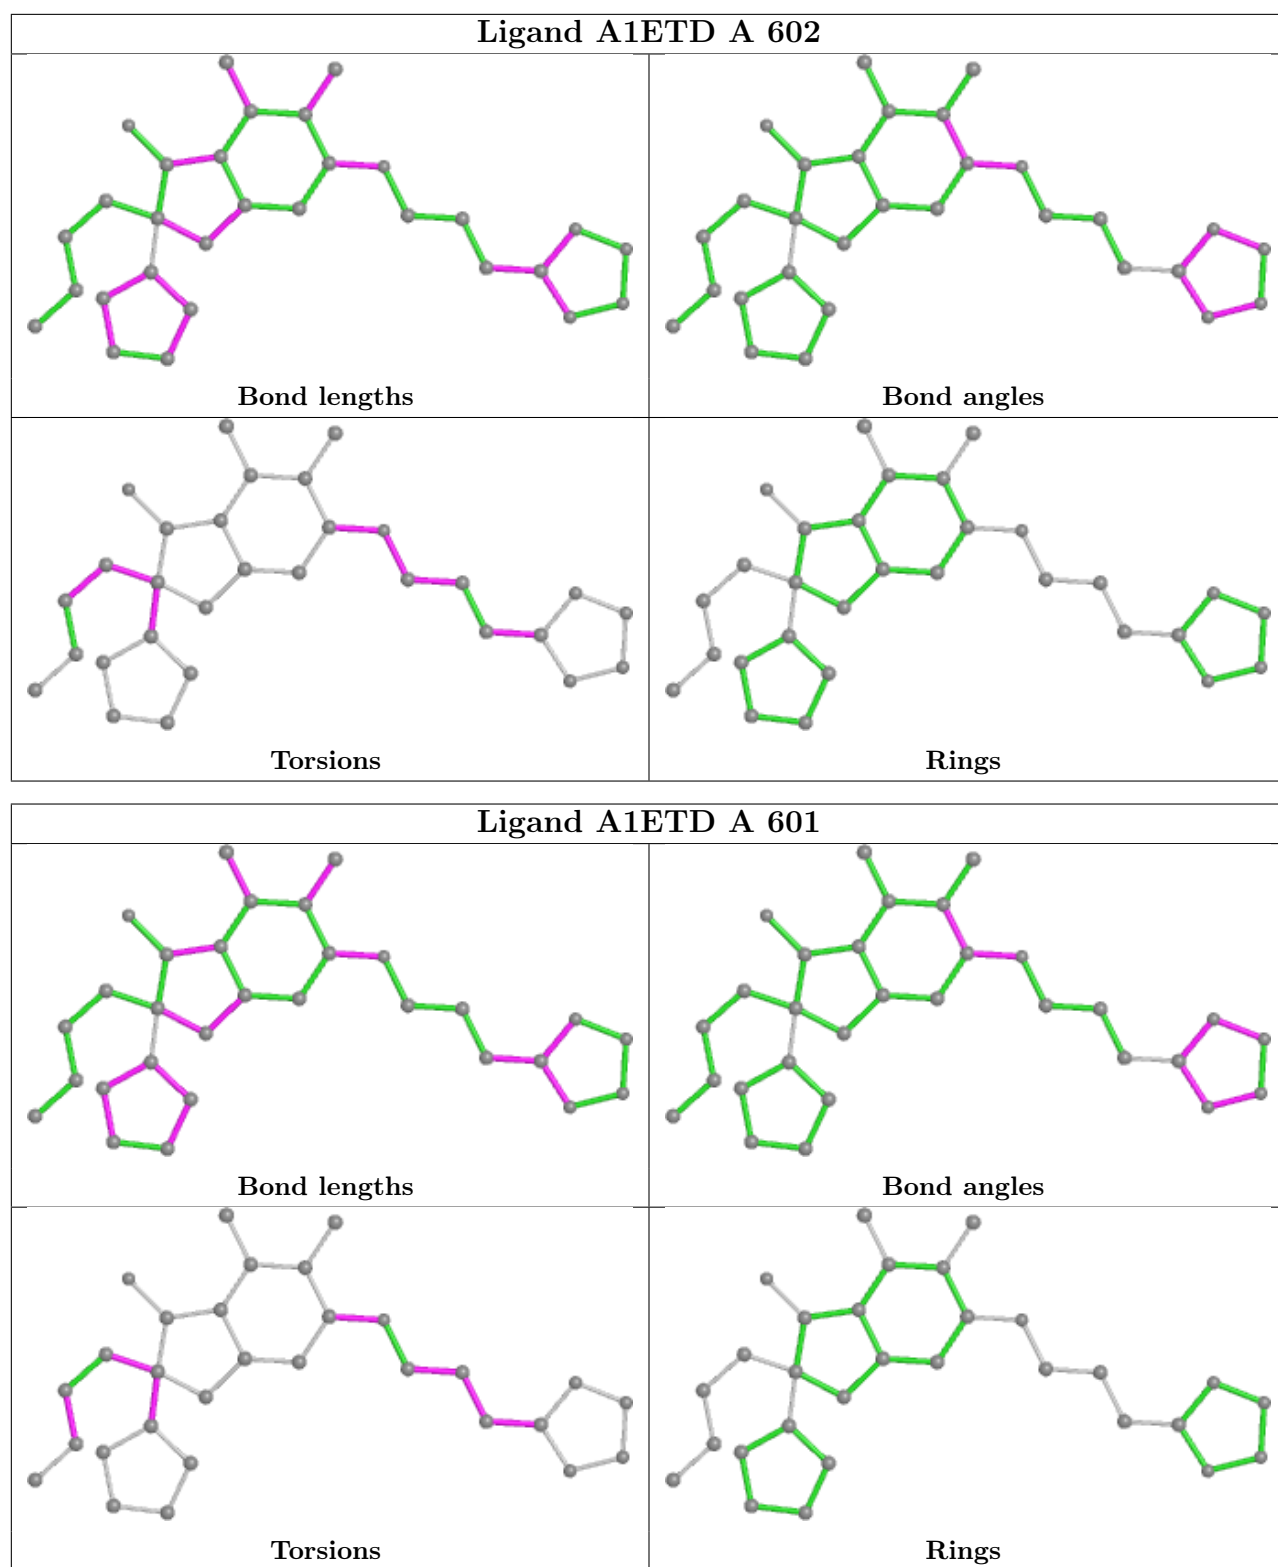 Ligand A1ETD A 602
Bond lengths
Bond angles
Torsions
Rings
Ligand A1ETD A 601
Bond lengths
Bond angles
Torsions
Rings